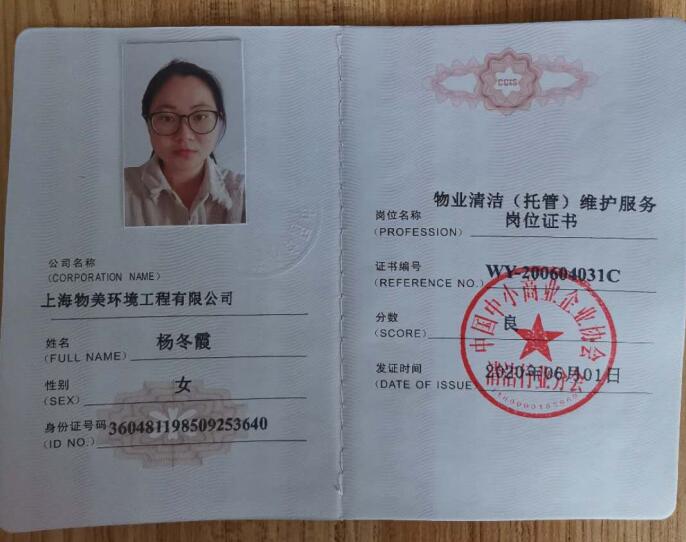 公司名称
(CORPORATION NAME)
上海物美环境工程有限公司
姓名
(FULL NAME)
杨冬霞
性别
(SEX)
女
身份证号码
(ID NO.)
360481198509253640
CCIS
岗位名称
(PROFESSION)
物业清洁（托管）维护服务
岗位证书
证书编号
(REFERENCE NO.)
WY-200604031C
分数
(SCORE)
良
发证时间
(DATE OF ISSUE)
2020年06月01日
中国中小商业企业协会
清洁行业分会